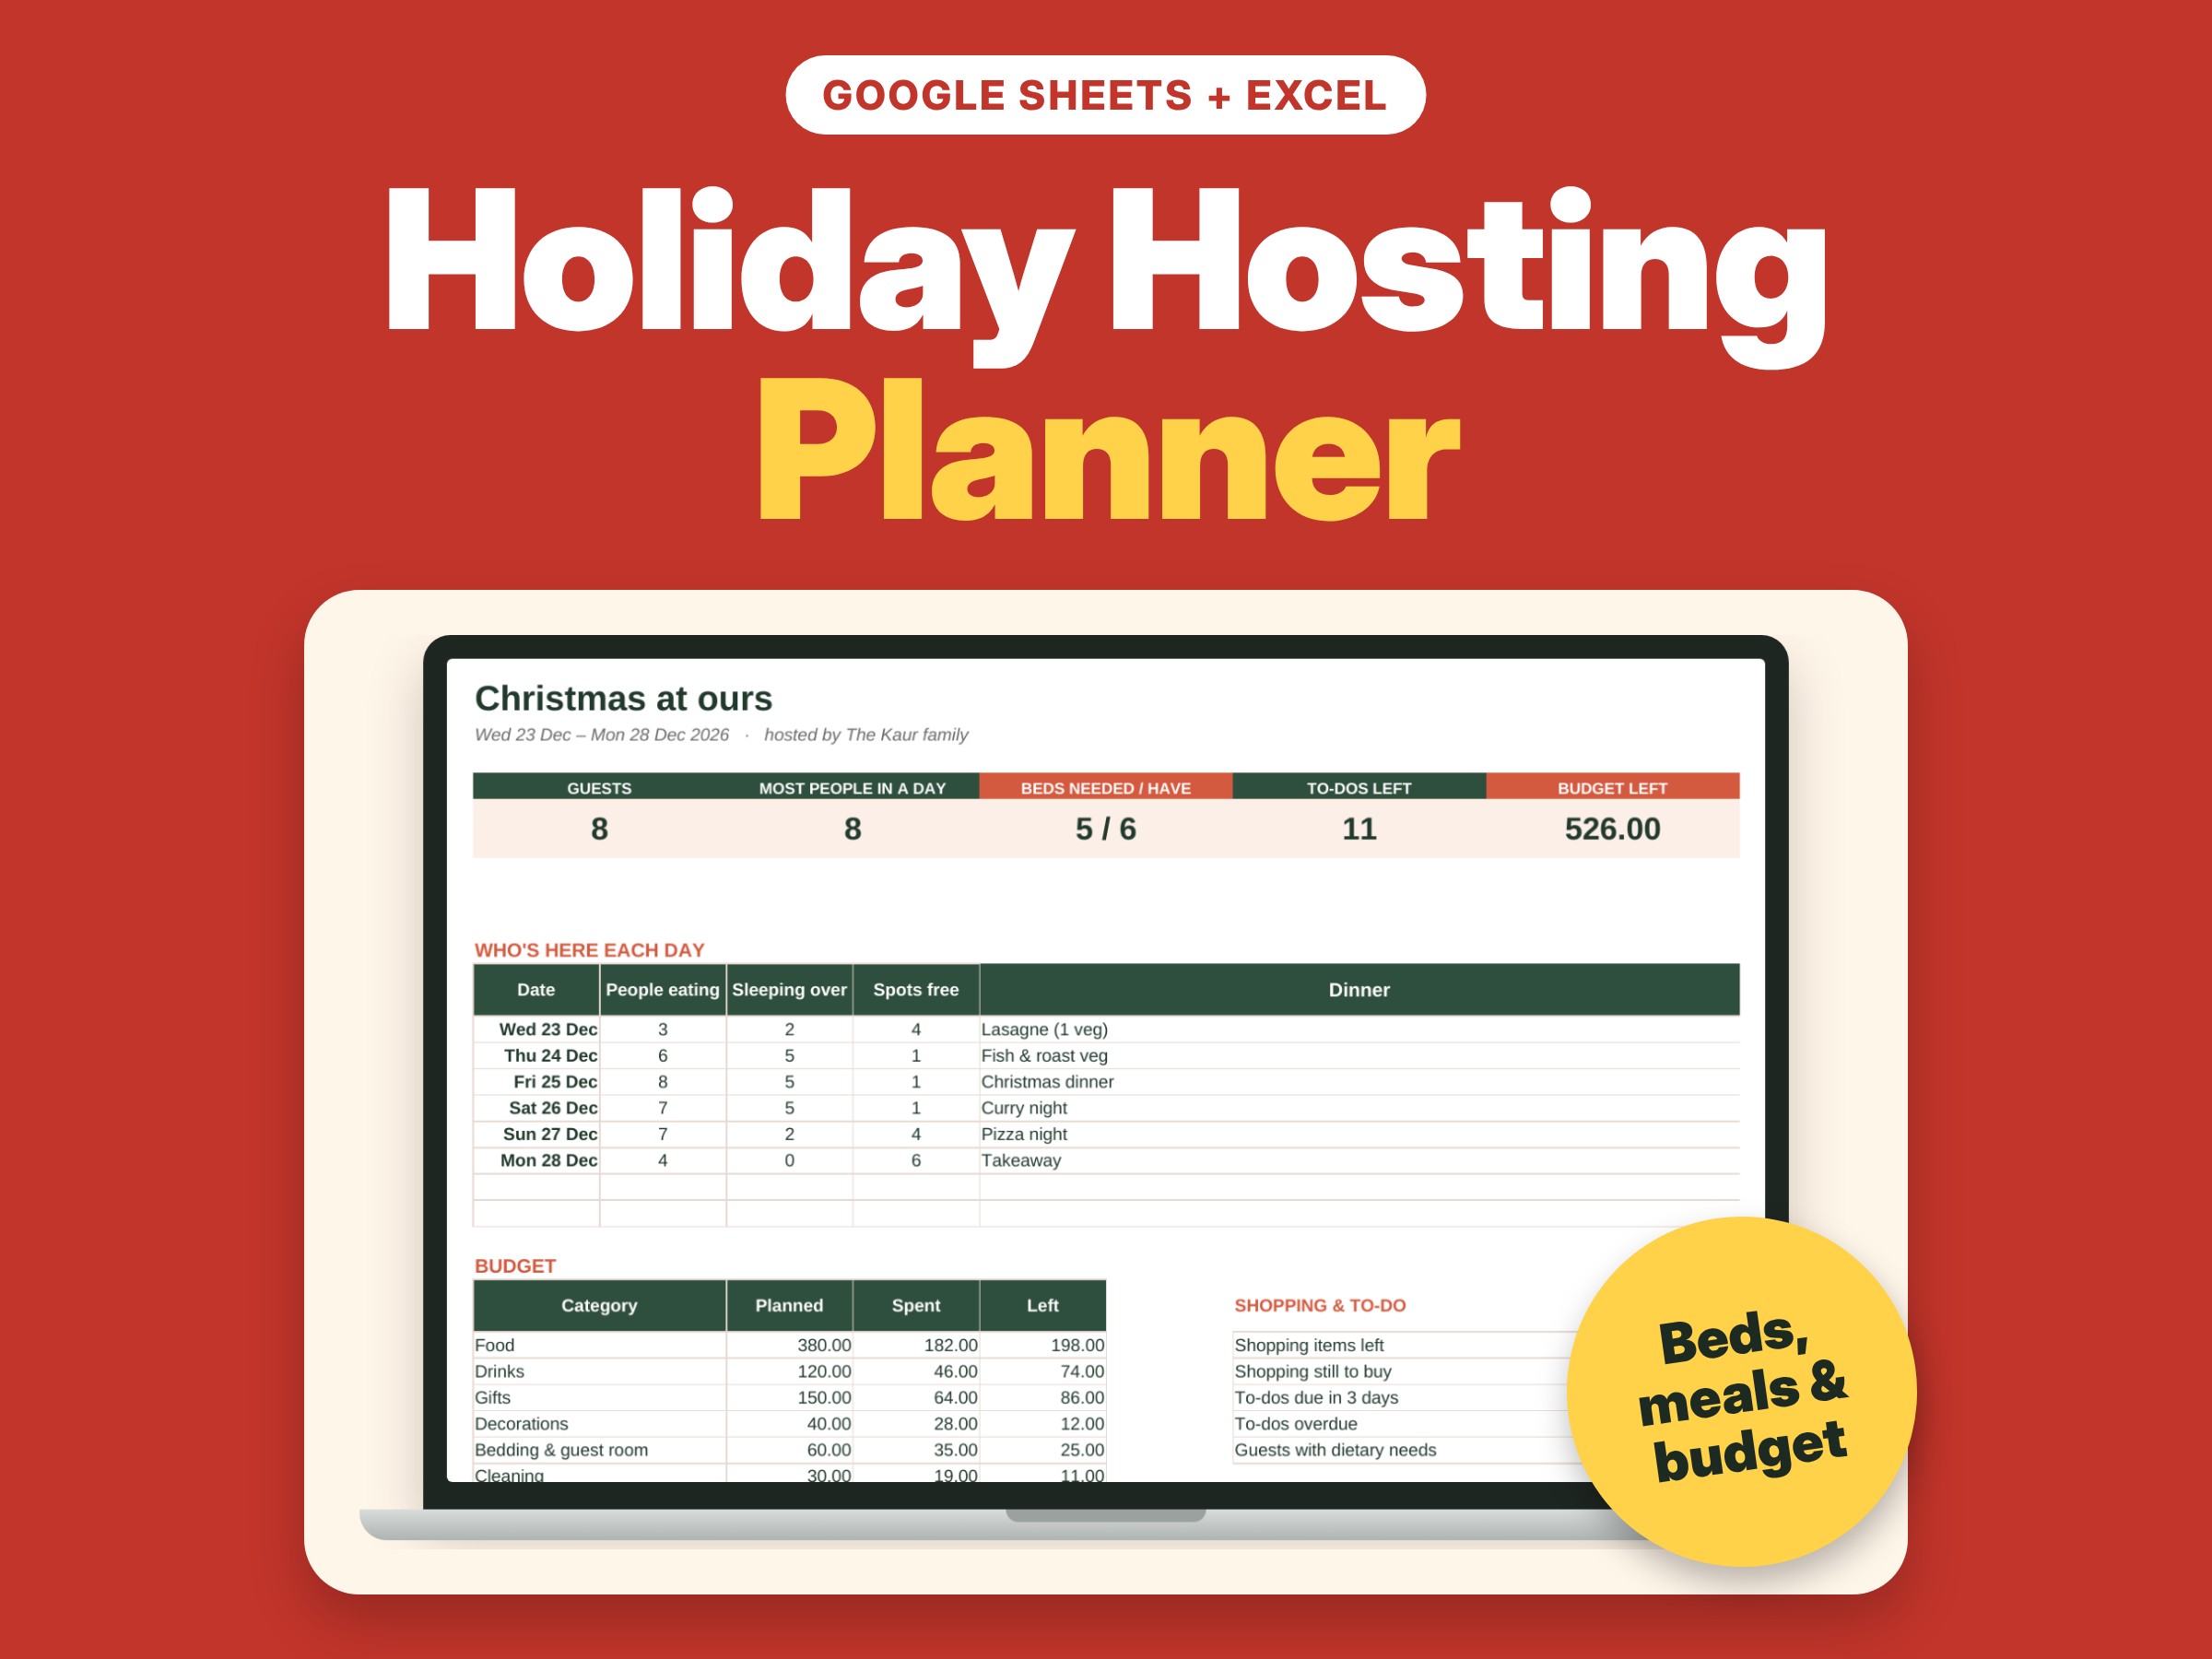 GOOGLE SHEETS + EXCEL
Holiday Hosting
Planner
Christmas at ours
Wed 23 Dec – Mon 28 Dec 2026 · hosted by The Kaur family
GUESTS MOST PEOPLE IN A DAY BEDS NEEDED / HAVE TO-DOS LEFT BUDGET LEFT
8 8 5 / 6 11 526.00
WHO'S HERE EACH DAY
Date People eating Sleeping over Spots free Dinner
Wed 23 Dec 3 2 4 Lasagne (1 veg)
Thu 24 Dec 6 5 1 Fish & roast veg
Fri 25 Dec 8 5 1 Christmas dinner
Sat 26 Dec 7 5 1 Curry night
Sun 27 Dec 7 2 4 Pizza night
Mon 28 Dec 4 0 6 Takeaway
BUDGET
Category Planned Spent Left
Food 380.00 182.00 198.00
Drinks 120.00 46.00 74.00
Gifts 150.00 64.00 86.00
Decorations 40.00 28.00 12.00
Bedding & guest room 60.00 35.00 25.00
Cleaning 30.00 19.00 11.00
SHOPPING & TO-DO
Shopping items left
Shopping still to buy
To-dos due in 3 days
To-dos overdue
Guests with dietary needs
Beds,
meals &
budget